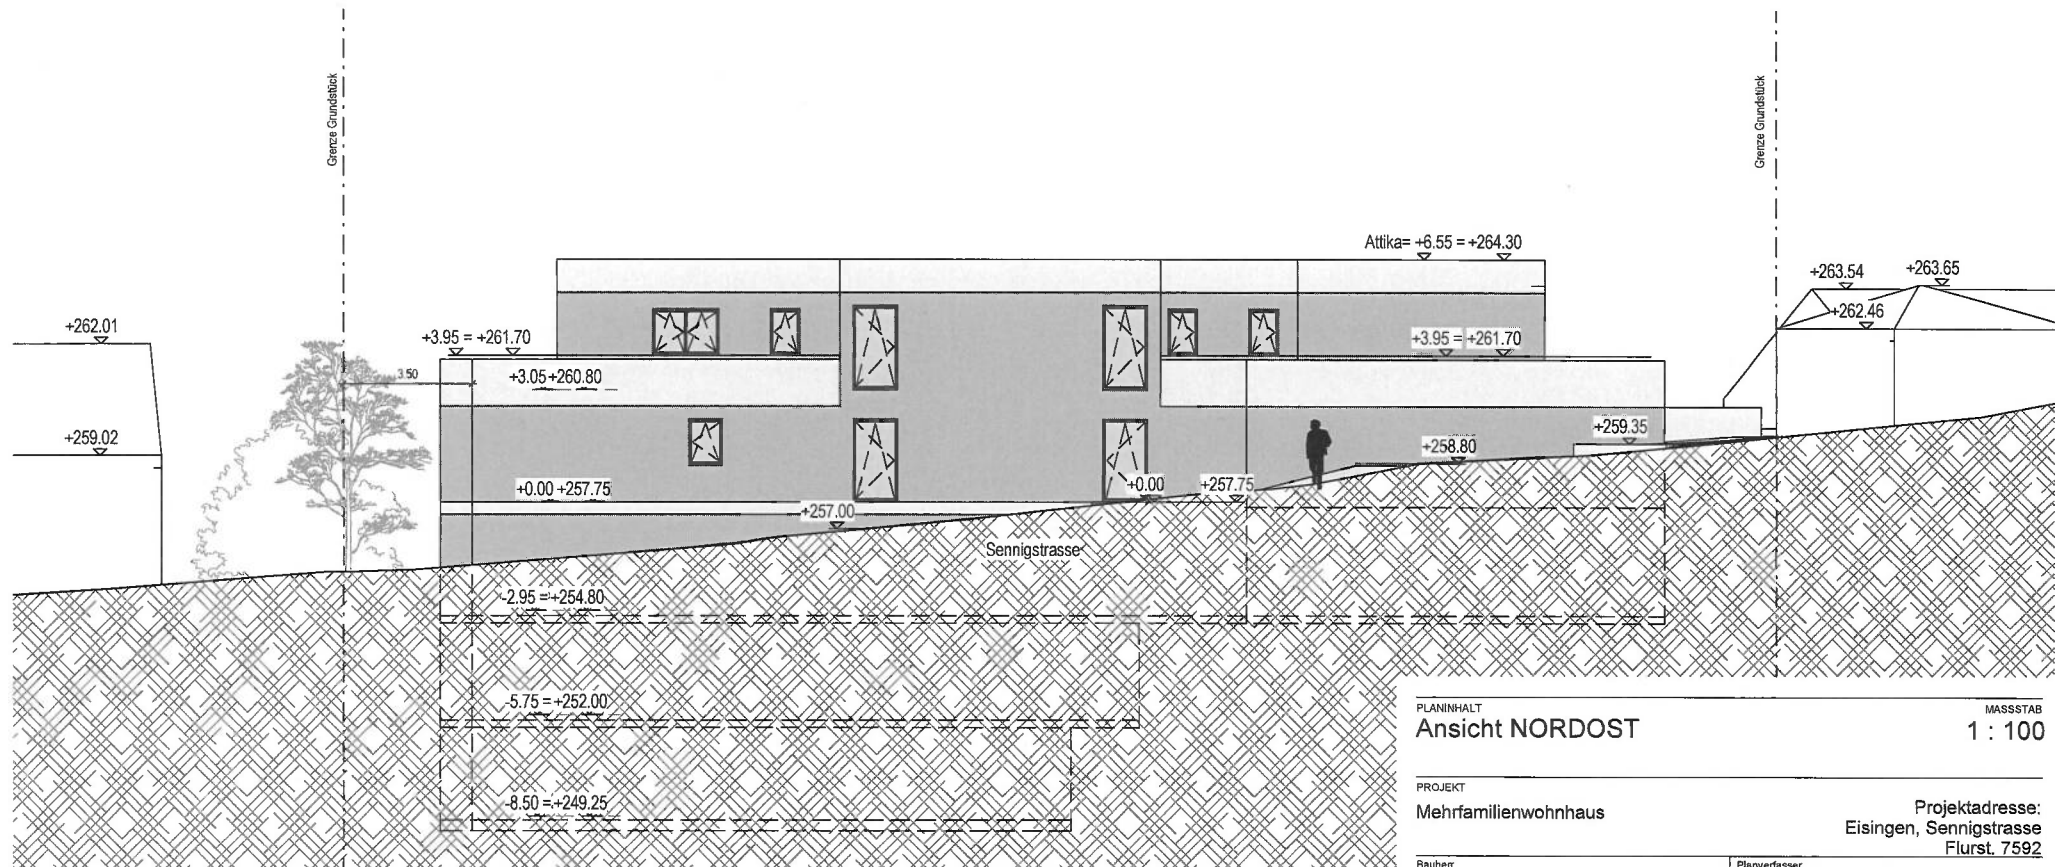 Grenze Grundstück
Grenze Grundstück
Attika= +6.55 = +264.30
+263.54
+263.65
+262.46
+262.01
+3.95 = +261.70
+3.95 = +261.70
3.50
+3.05+260.80
+259.02
+259.35
+258.80
+0.00 +257.75
+0.00
+257.75
+257.00
Sennigstrasse
-2.95 =+254.80
-5.75 = +252.00
-8.50 =+249.25
PLANINHALT
MASSSTAB
Ansicht NORDOST
1 : 100
PROJEKT
Mehrfamilienwohnhaus
Projektadresse:
Eisingen, Sennigstrasse
Flurst. 7592
Bauherr
Planverfasser